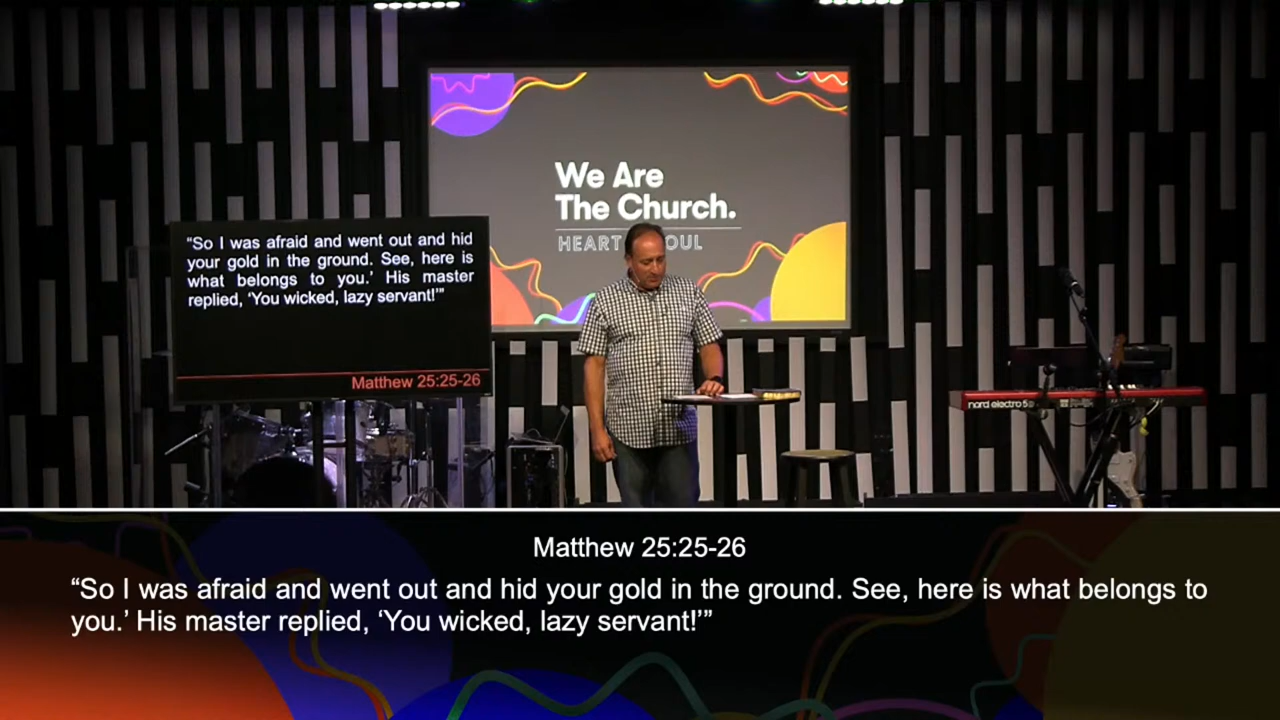 We Are
The Church.
HEART
OUL
“So I was afraid and went out and hid
your gold in the ground. See, here is
what belongs to you.’ His master
replied, ‘You wicked, lazy servant!’”
Matthew 25:25-26
nord electro 5
Matthew 25:25-26
“So I was afraid and went out and hid your gold in the ground. See, here is what belongs to
you.’ His master replied, ‘You wicked, lazy servant!’”